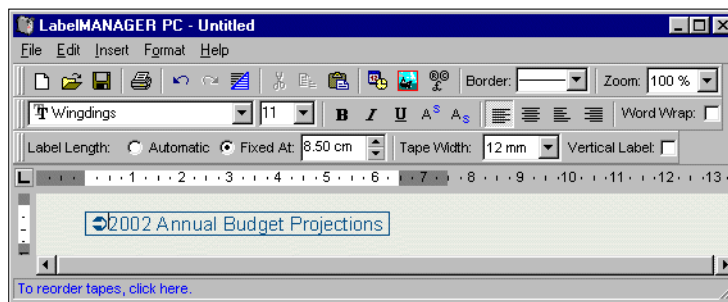 LabelMANAGER PC - Untitled
File Edit Insert Format Help
Border: Zoom: 100 %
Wingdings 11 B I U A S A S Word Wrap:
Label Length: Automatic Fixed At: 8.50 cm Tape Width: 12 mm Vertical Label:
L 1 2 3 4 5 6 7 8 9 10 11 12 13
2002 Annual Budget Projections
To reorder tapes, click here.